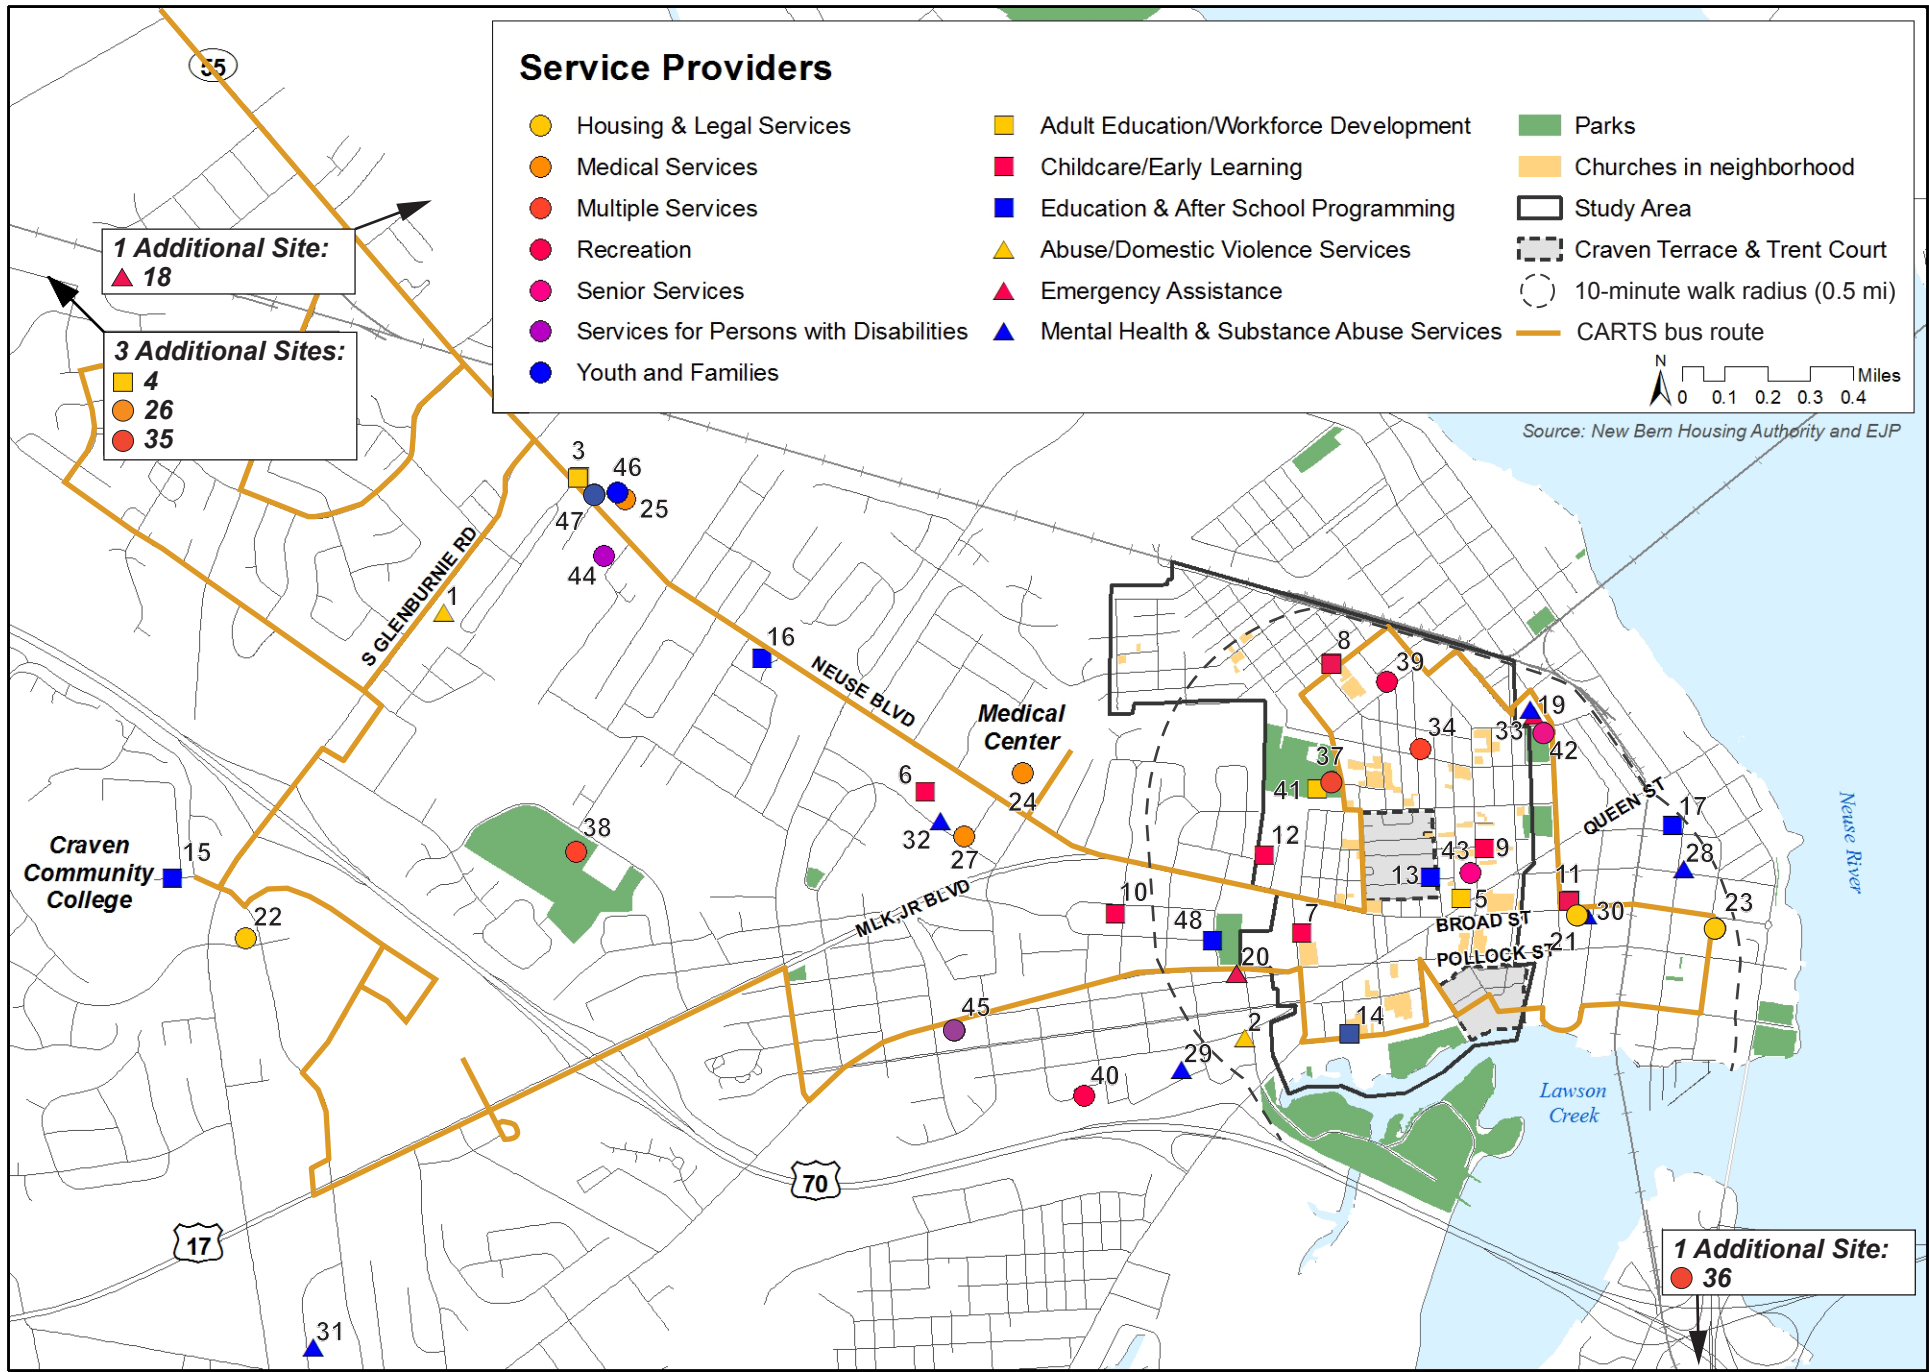 55
Service Providers
Housing & Legal Services
Medical Services
Multiple Services
Recreation
Senior Services
Services for Persons with Disabilities
Youth and Families
Adult Education/Workforce Development
Childcare/Early Learning
Education & After School Programming
Abuse/Domestic Violence Services
Emergency Assistance
Mental Health & Substance Abuse Services
Parks
Churches in neighborhood
Study Area
Craven Terrace & Trent Court
10-minute walk radius (0.5 mi)
CARTS bus route
N
0 0.1 0.2 0.3 0.4
Miles
Source: New Bern Housing Authority and EJP
1 Additional Site:
18
3 Additional Sites:
4
26
35
3
46
47
25
44
S GLENBURNIE RD
1
16
NEUSE BLVD
Medical
Center
24
6
32
27
38
Craven
Community
College
15
22
MLK, JR BLVD
10
48
20
45
2
29
40
8
39
34
33
19
42
37
41
12
43
9
13
5
11
7
BROAD ST
POLLOCK ST
21
30
14
QUEEN ST
17
28
23
Neuse River
Lawson
Creek
70
17
31
1 Additional Site:
36